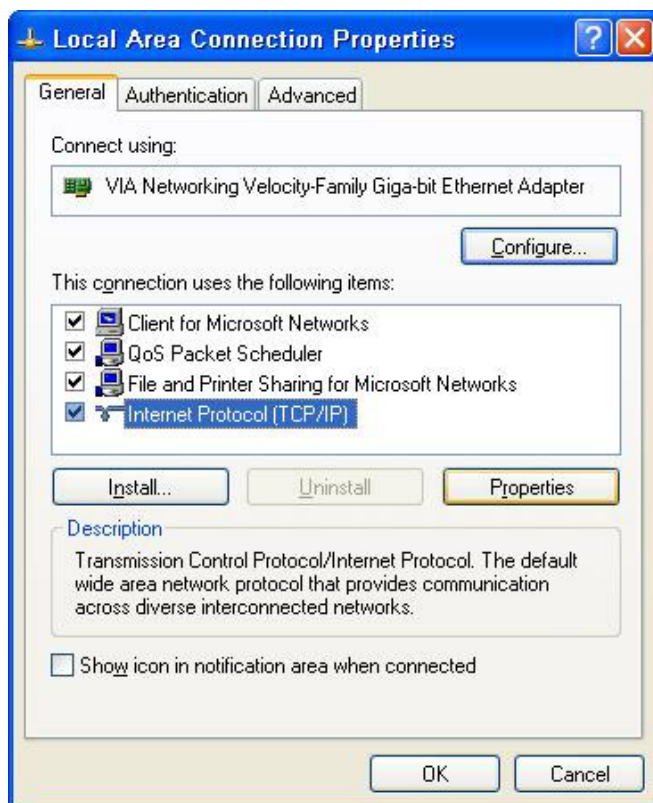 Local Area Connection Properties
?
General Authentication Advanced
Connect using:
VIA Networking Velocity-Family Giga-bit Ethernet Adapter
Configure...
This connection uses the following items:
Client for Microsoft Networks
QoS Packet Scheduler
File and Printer Sharing for Microsoft Networks
Internet Protocol (TCP/IP)
Install... Uninstall Properties
Description
Transmission Control Protocol/Internet Protocol. The default
wide area network protocol that provides communication
across diverse interconnected networks.
Show icon in notification area when connected
OK Cancel